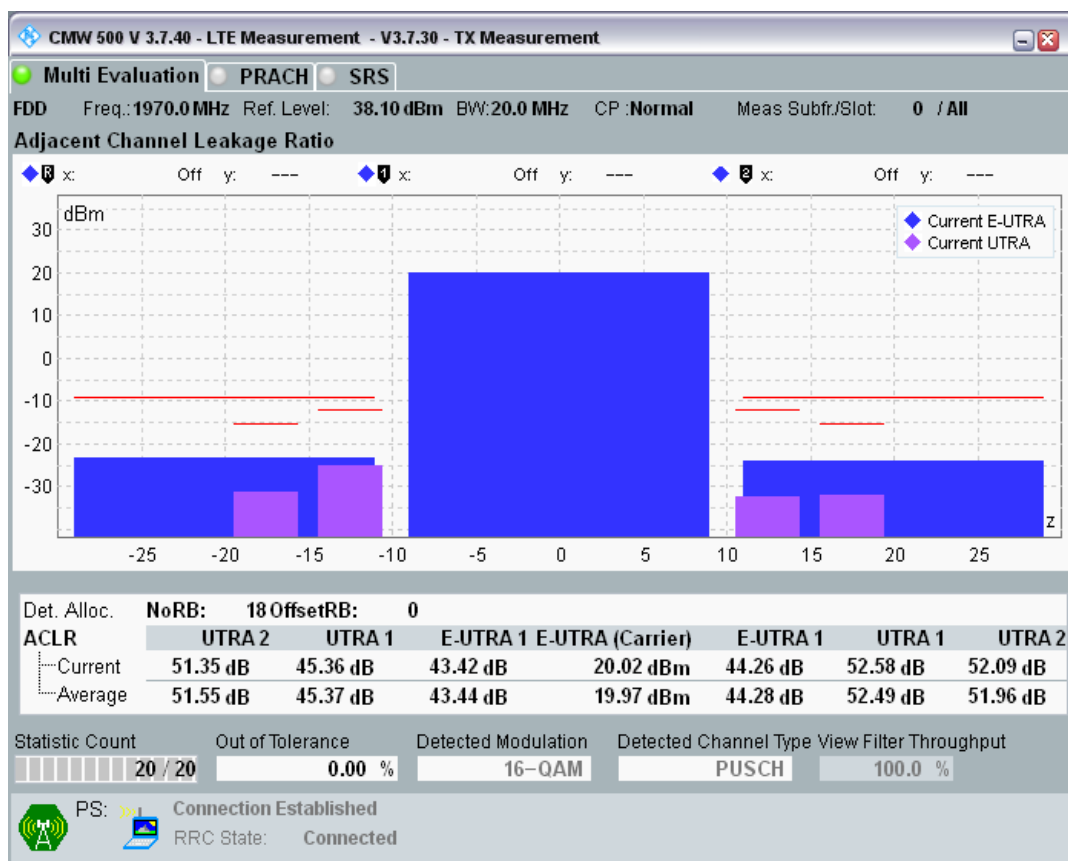 CMW 500 V 3.7.40 - LTE Measurement - V3.7.30 - TX Measurement
Multi Evaluation PRACH SRS
FDD Freq.: 1970.0 MHz Ref. Level: 38.10 dBm BW: 20.0 MHz CP : Normal Meas Subfr./Slot: 0 / All
Adjacent Channel Leakage Ratio
R x: Off y: --- 1 x: Off y: --- 2 x: Off y: ---
dBm
Current E-UTRA
Current UTRA
30
20
10
0
-10
-20
-30
z
-25 -20 -15 -10 -5 0 5 10 15 20 25
Det. Alloc. NoRB: 18 OffsetRB: 0
ACLR UTRA 2 UTRA 1 E-UTRA 1 E-UTRA (Carrier) E-UTRA 1 UTRA 1 UTRA 2
Current 51.35 dB 45.36 dB 43.42 dB 20.02 dBm 44.26 dB 52.58 dB 52.09 dB
Average 51.55 dB 45.37 dB 43.44 dB 19.97 dBm 44.28 dB 52.49 dB 51.96 dB
Statistic Count Out of Tolerance Detected Modulation Detected Channel Type View Filter Throughput
20 / 20 0.00 % 16-QAM PUSCH 100.0 %
PS: Connection Established
RRC State: Connected